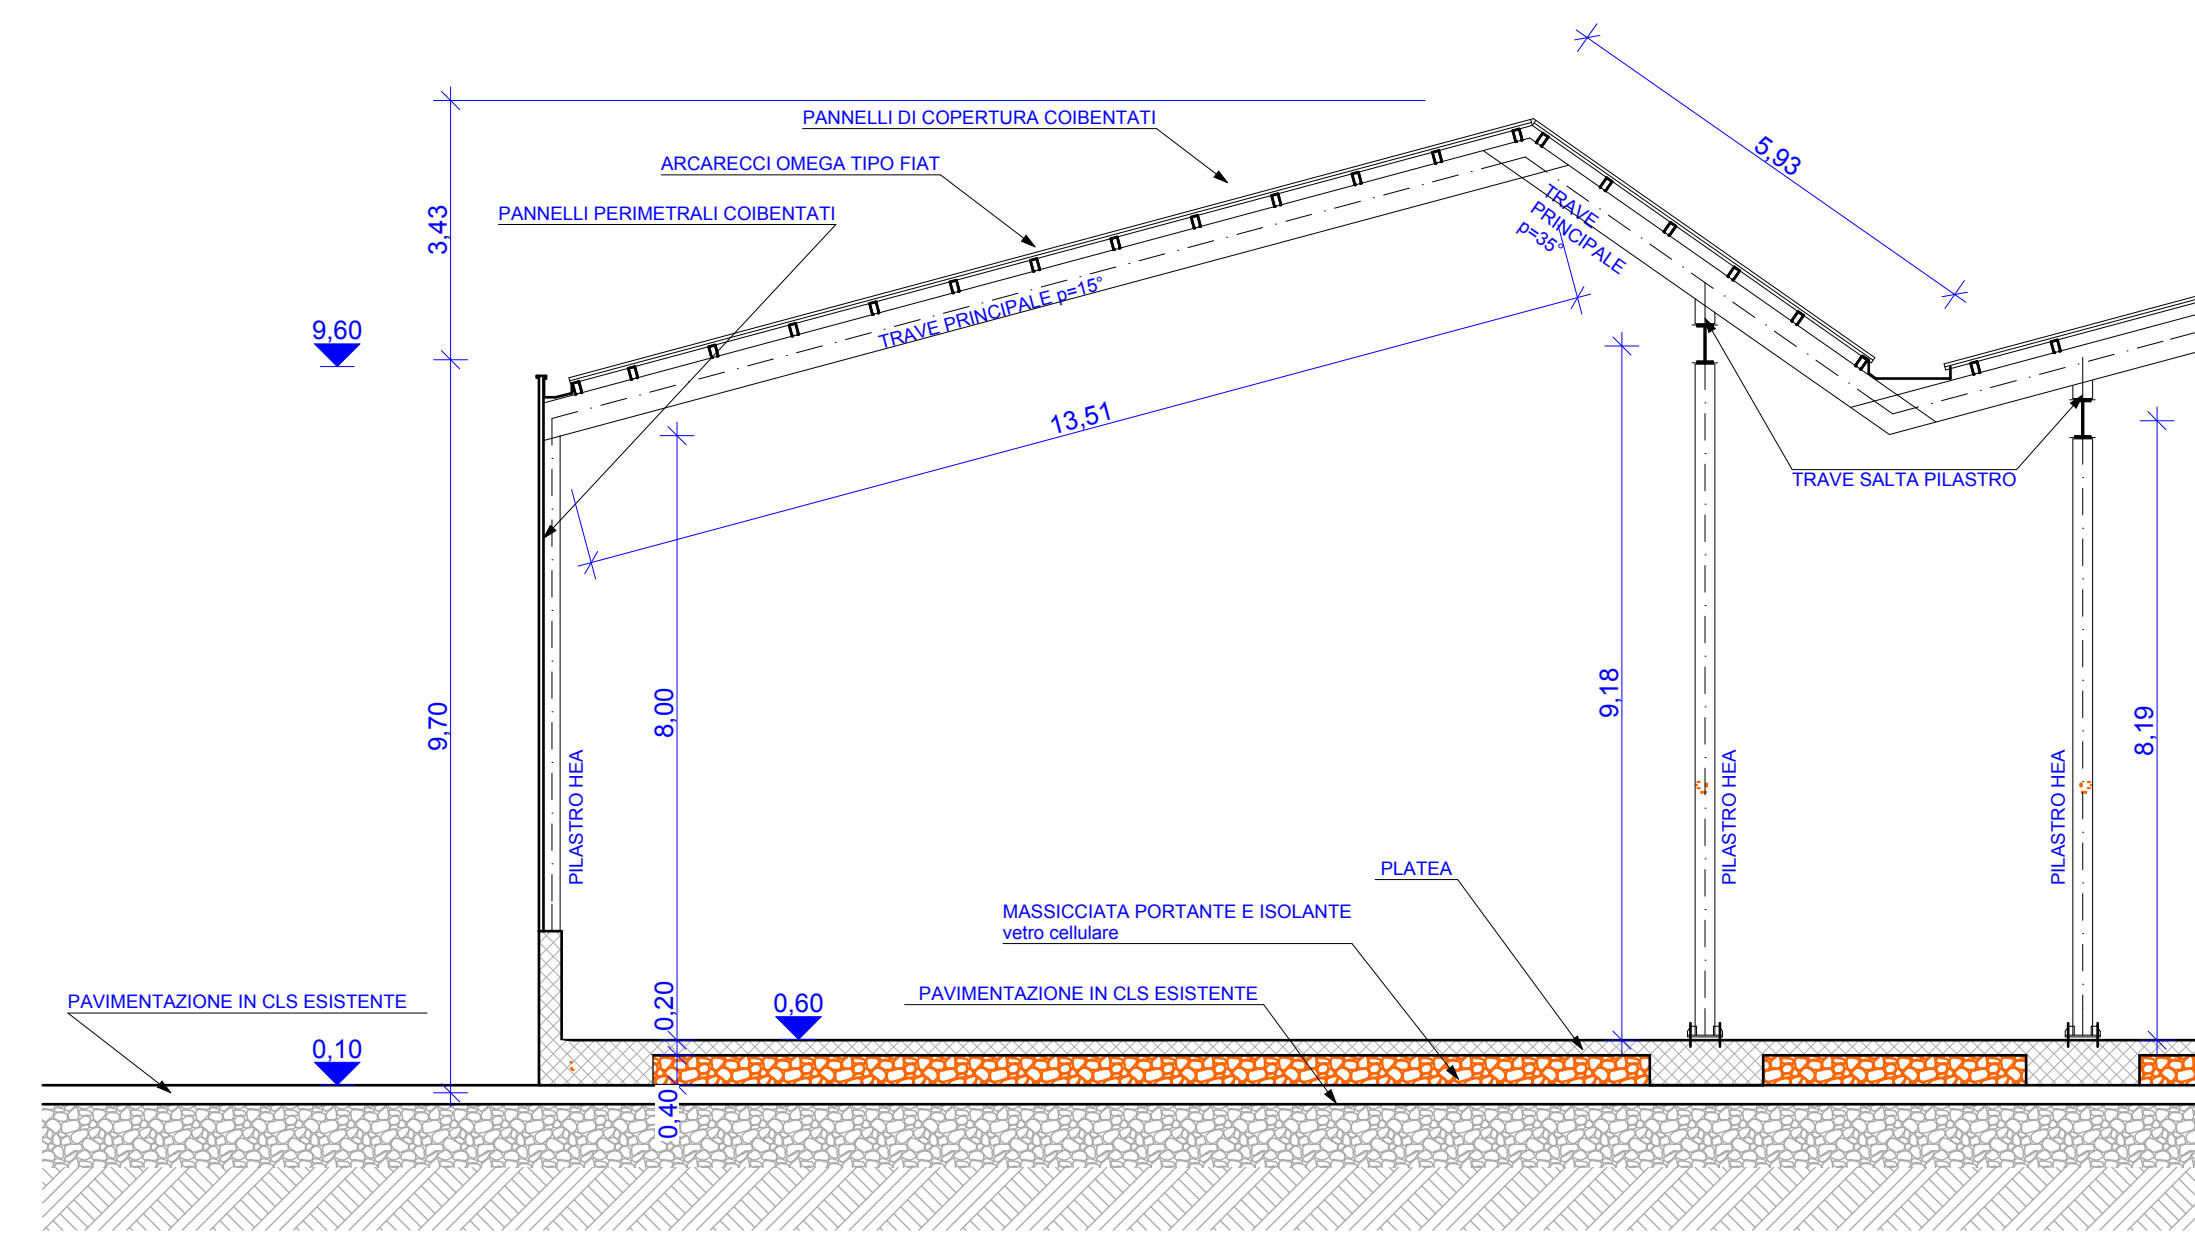 PANNELLI DI COPERTURA COIBENTATI
ARCARECCI OMEGA TIPO FIAT
PANNELLI PERIMETRALI COIBENTATI
5,93
3,43
TRAVE
PRINCIPALE
p=35°
9,60
TRAVE PRINCIPALE p=15°
13,51
TRAVE SALTA PILASTRO
9,70
8,00
9,18
8,19
PILASTRO HEA
PILASTRO HEA
PILASTRO HEA
PLATEA
MASSICCIATA PORTANTE E ISOLANTE
vetro cellulare
PAVIMENTAZIONE IN CLS ESISTENTE
PAVIMENTAZIONE IN CLS ESISTENTE
0,20
0,60
0,10
0,40